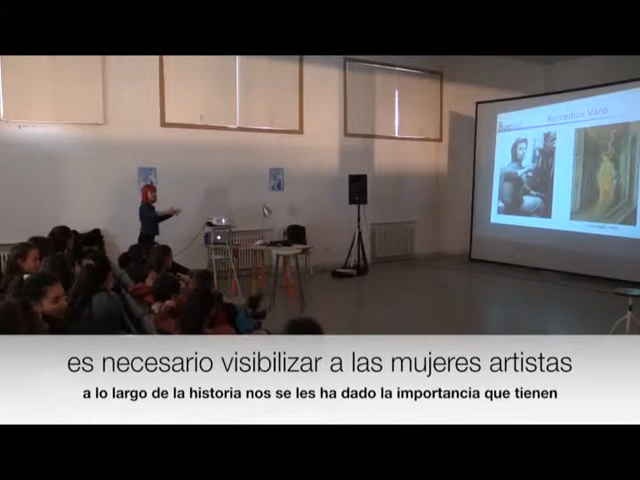 Remedios Varo
es necesario visibilizar a las mujeres artistas
a lo largo de la historia nos se les ha dado la importancia que tienen